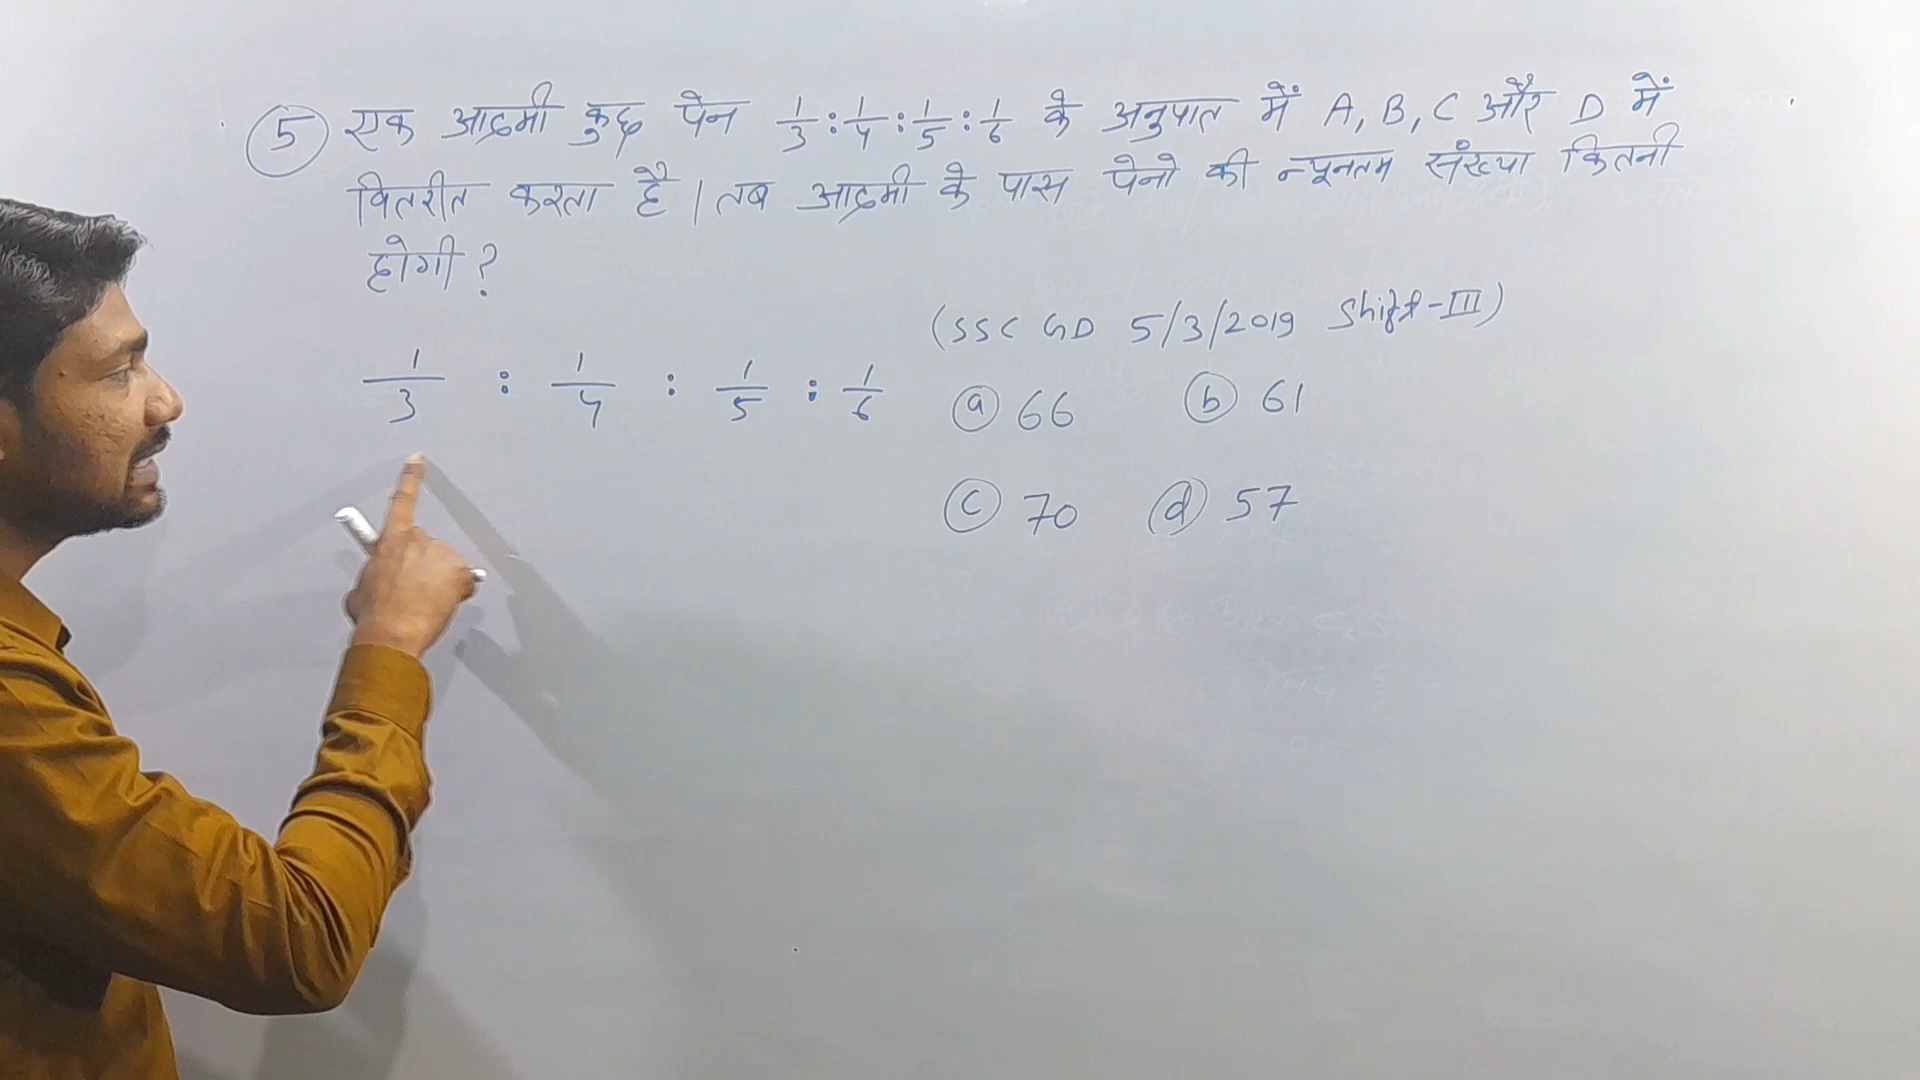 5 एक आदमी कुछ पेन 1/3 : 1/4 : 1/5 : 1/6 के अनुपात में A, B, C और D में
वितरीत करता है । तब आदमी के पास पेनो की न्यूनतम संख्या कितनी
होगी ?
(SSC GD 5/3/2019 Shift-III)
1/3 : 1/4 : 1/5 : 1/6
a 66 b 61
c 70 d 57